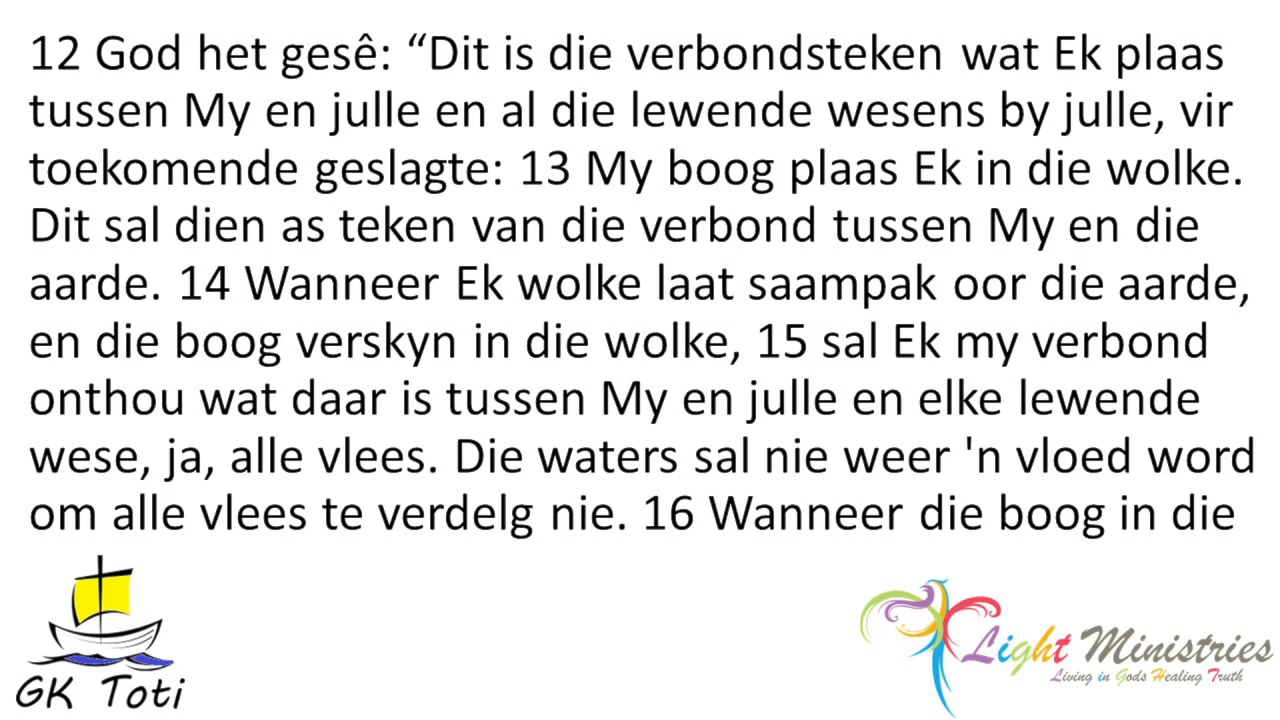 12 God het gesê: “Dit is die verbondsteken wat Ek plaas
tussen My en julle en al die lewende wesens by julle, vir
toekomende geslagte: 13 My boog plaas Ek in die wolke.
Dit sal dien as teken van die verbond tussen My en die
aarde. 14 Wanneer Ek wolke laat saampak oor die aarde,
en die boog verskyn in die wolke, 15 sal Ek my verbond
onthou wat daar is tussen My en julle en elke lewende
wese, ja, alle vlees. Die waters sal nie weer 'n vloed word
om alle vlees te verdelg nie. 16 Wanneer die boog in die
GK Toti
Light Ministries
Living in Gods Healing Truth